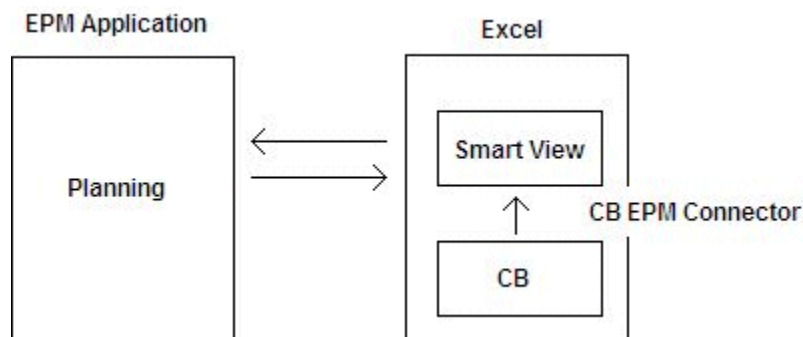 EPM Application
Excel
Planning
Smart View
CB EPM Connector
CB